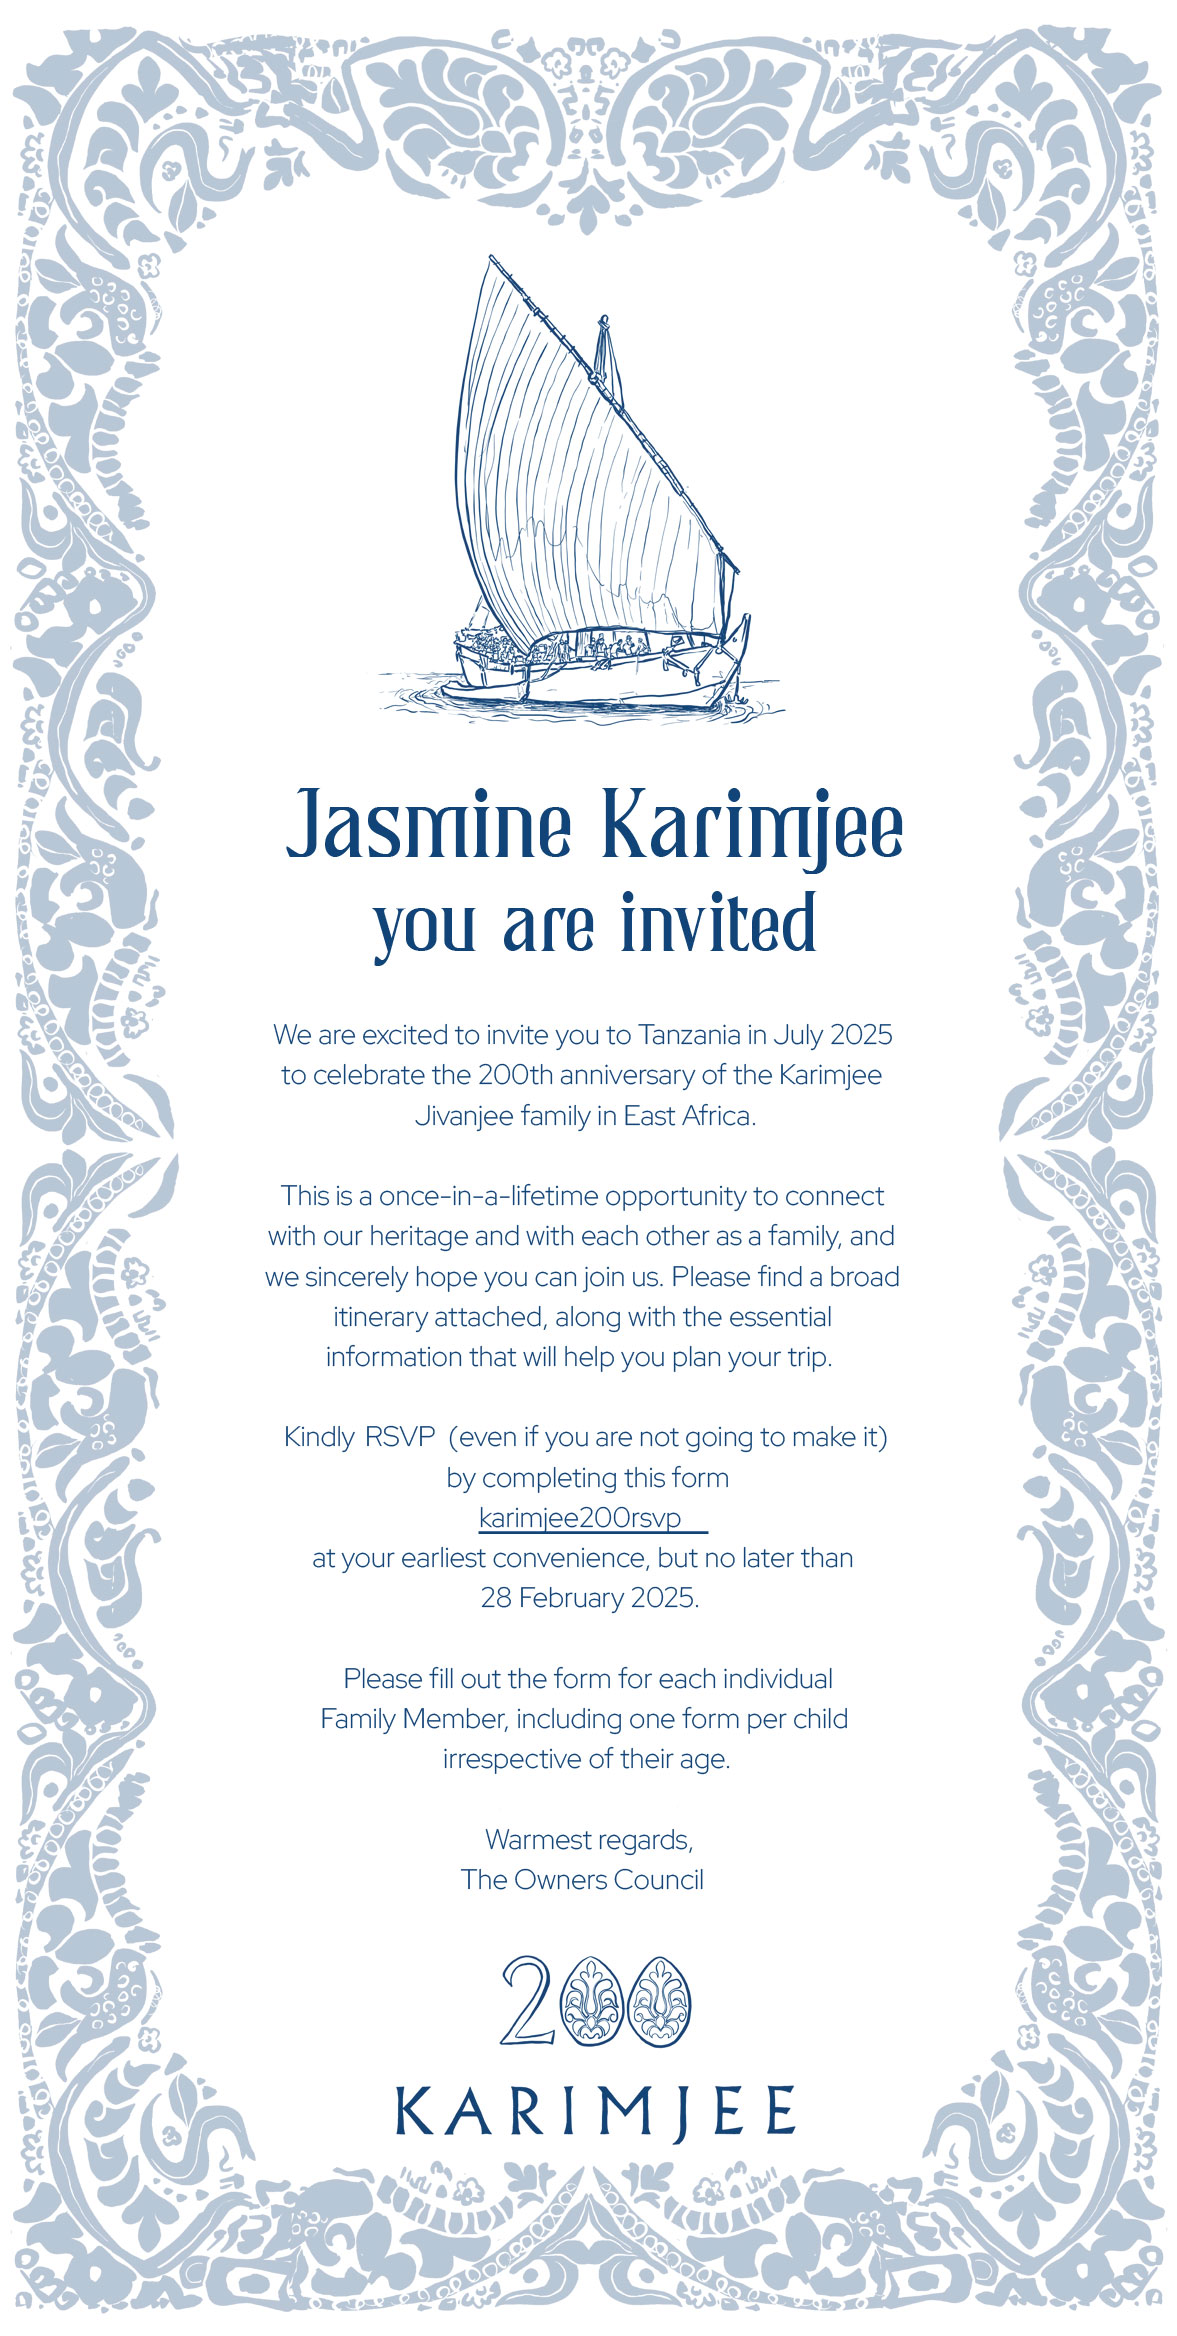 Jasmine Karimjee
you are invited
We are excited to invite you to Tanzania in July 2025
to celebrate the 200th anniversary of the Karimjee
Jivanjee family in East Africa.
This is a once-in-a-lifetime opportunity to connect
with our heritage and with each other as a family, and
we sincerely hope you can join us. Please find a broad
itinerary attached, along with the essential
information that will help you plan your trip.
Kindly RSVP (even if you are not going to make it)
by completing this form
karimjee200rsvp
at your earliest convenience, but no later than
28 February 2025.
Please fill out the form for each individual
Family Member, including one form per child
irrespective of their age.
Warmest regards,
The Owners Council
200
KARIMJEE